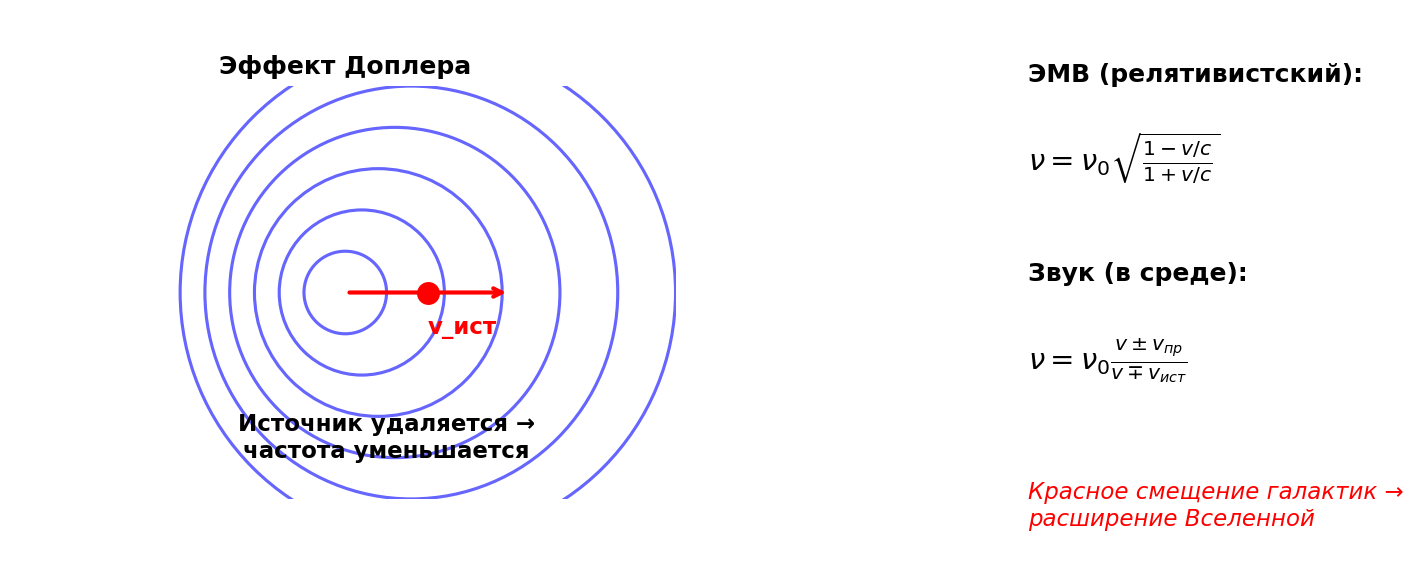 Эффект Доплера
v_ист
Источник удаляется →
частота уменьшается
ЭМВ (релятивистский):
ν = ν₀√((1 − v/c)/(1 + v/c))
Звук (в среде):
ν = ν₀ (v ± v_пр)/(v ∓ v_ист)
Красное смещение галактик →
расширение Вселенной